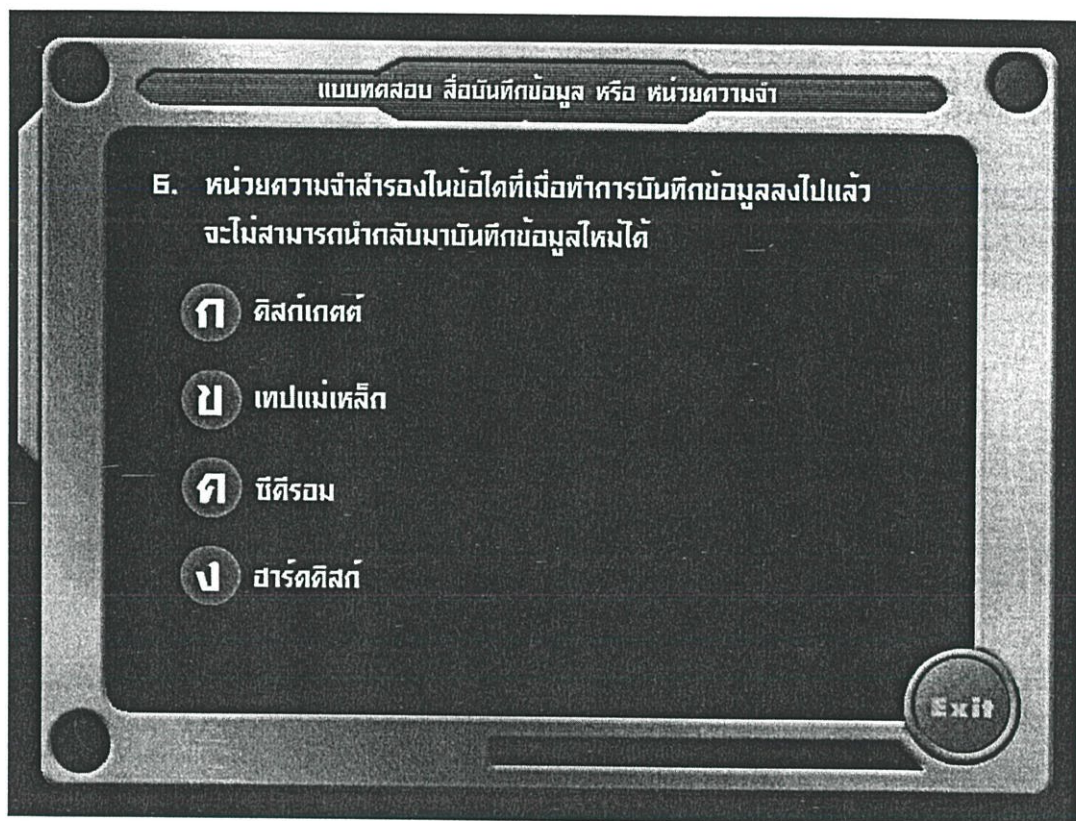 แบบทดสอบ สื่อบันทึกข้อมูล หรือ หน่วยความจำ
6. หน่วยความจำสำรองในข้อใดที่เมื่อทำการบันทึกข้อมูลลงไปแล้ว
จะไม่สามารถนำกลับมาบันทึกข้อมูลใหม่ได้
ก ดิสก์เกตต์
ข เทปแม่เหล็ก
ค ซีดีรอม
ง ฮาร์ดดิสก์
Exit